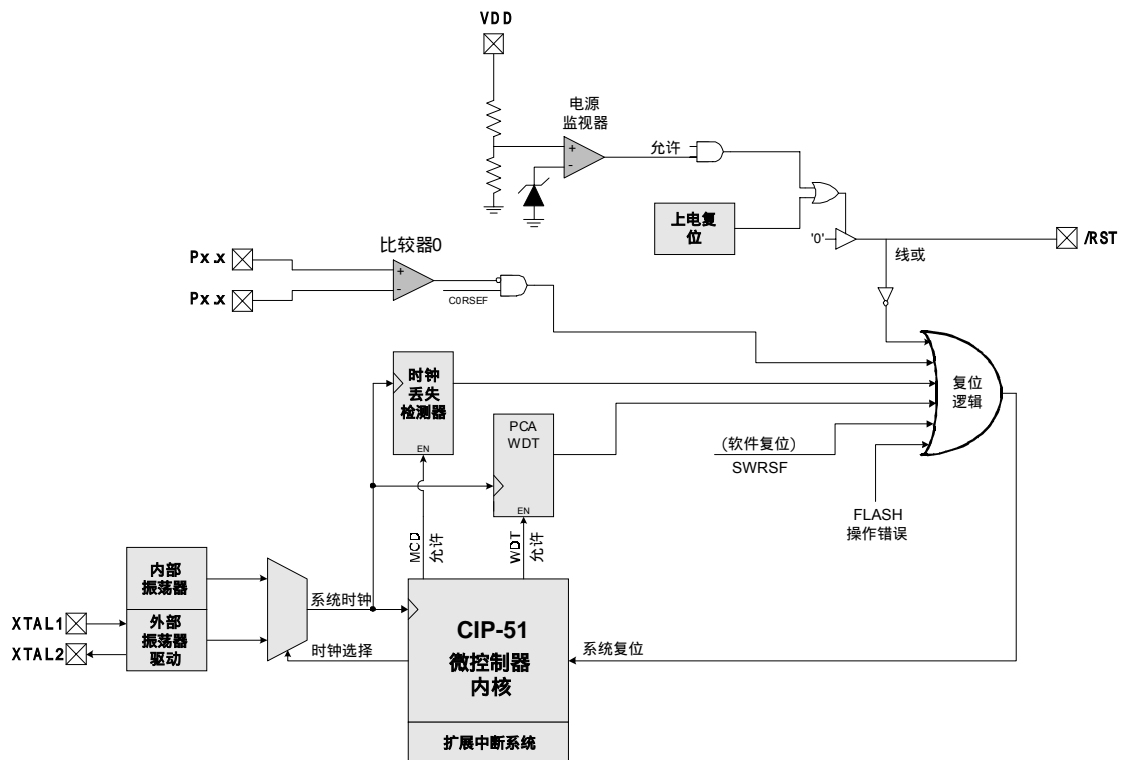 VDD
电源
监视器
+
-
允许
上电复
位
'0'
/RST
线或
Px.x
Px.x
比较器0
+
-
C0RSEF
时钟
丢失
检测器
EN
PCA
WDT
EN
复位
逻辑
(软件复位)
SWRSF
FLASH
操作错误
MCD
允许
WDT
允许
内部
振荡器
外部
振荡器
驱动
XTAL1
XTAL2
系统时钟
时钟选择
CIP-51
微控制器
内核
扩展中断系统
系统复位